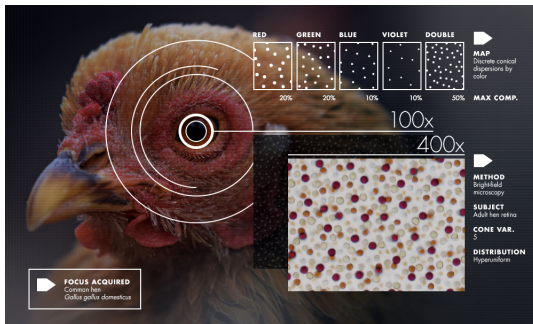 RED GREEN BLUE VIOLET DOUBLE
MAP
Discrete conical
dispersions by
color
20% 20% 10% 10% 50% MAX COMP.
100x
400x
METHOD
Brightfield
microscopy
SUBJECT
Adult hen retina
CONE VAR.
5
DISTRIBUTION
Hyperuniform
FOCUS ACQUIRED
Common hen
Gallus gallus domesticus